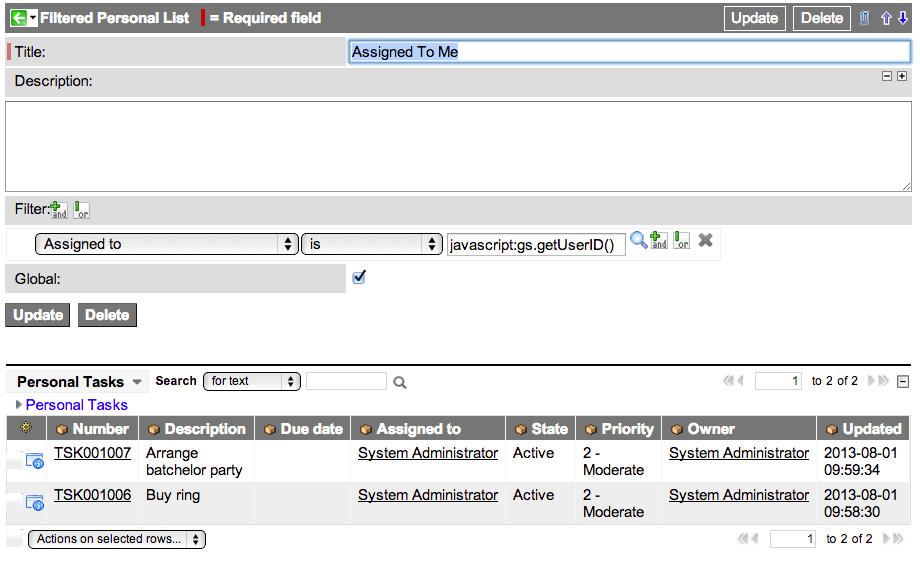 Filtered Personal List = Required field Update Delete
Title: Assigned To Me
Description:
Filter: and or
Assigned to is javascript:gs.getUserID() and or
Global:
Update Delete
Personal Tasks Search for text 1 to 2 of 2
Personal Tasks
Number Description Due date Assigned to State Priority Owner Updated
TSK001007 Arrange System Administrator Active 2 - System Administrator 2013-08-01
batchelor party Moderate 09:59:34
TSK001006 Buy ring System Administrator Active 2 - System Administrator 2013-08-01
Moderate 09:58:30
Actions on selected rows... 1 to 2 of 2